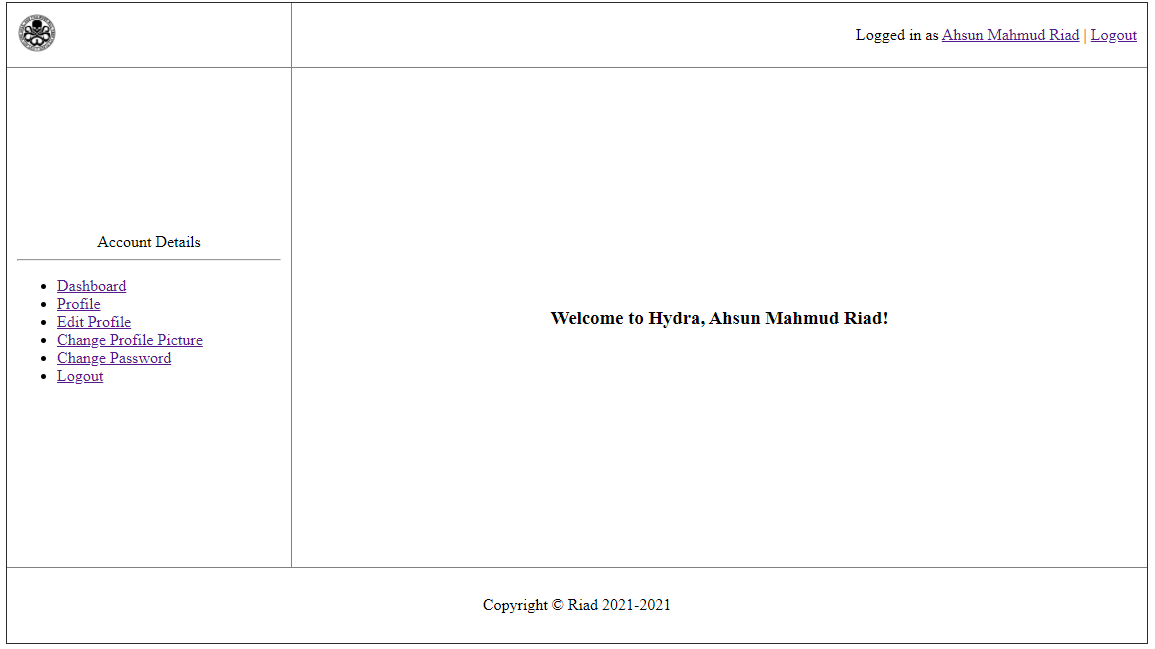 Logged in as Ahsun Mahmud Riad | Logout
Account Details
Dashboard
Profile
Edit Profile
Change Profile Picture
Change Password
Logout
Welcome to Hydra, Ahsun Mahmud Riad!
Copyright © Riad 2021-2021